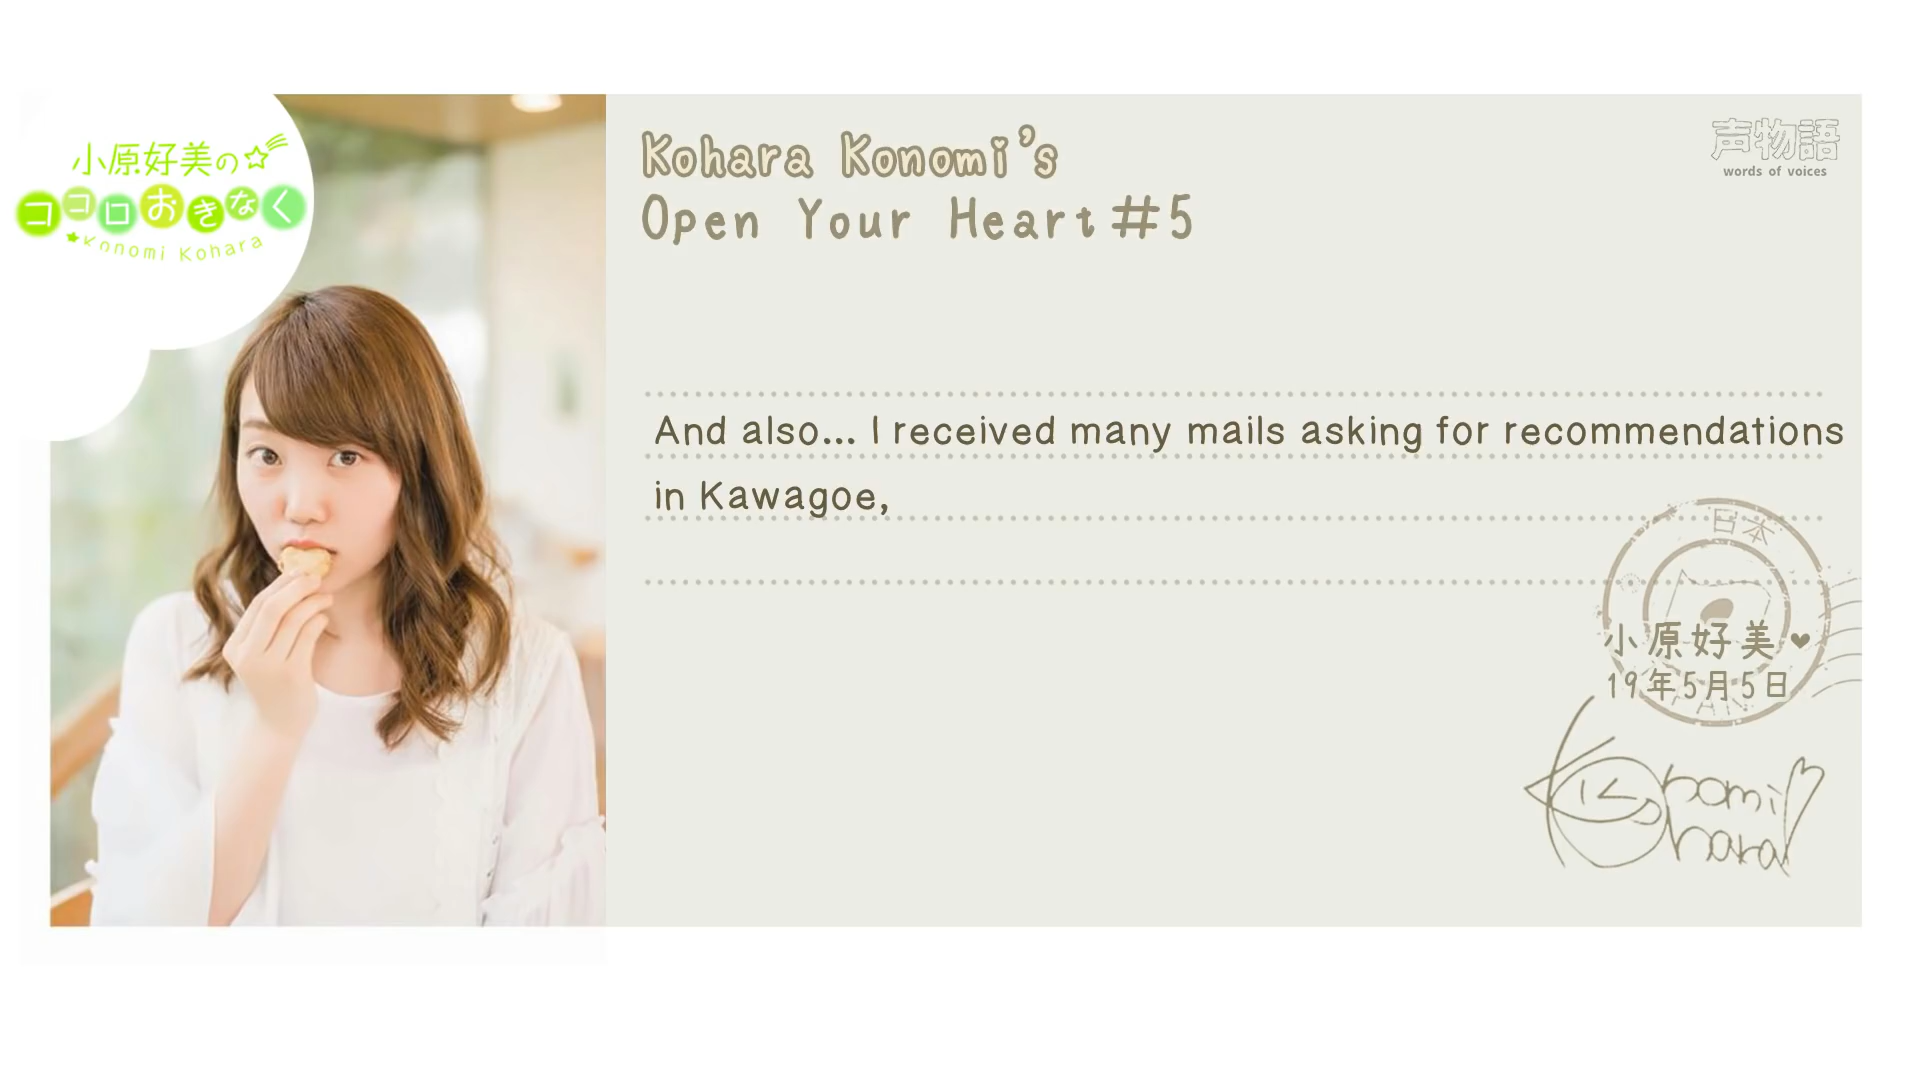 小原好美の☆
ココロおきなく
★Konomi Kohara
Kohara Konomi's
Open Your Heart #5
声物語
words of voices
And also... I received many mails asking for recommendations
in Kawagoe,
日本
小原好美♥
19年5月5日
Konomi
Kohara